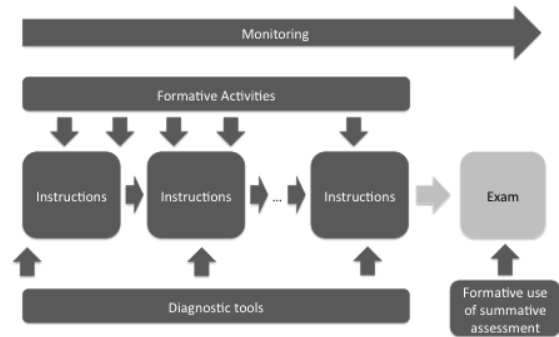 Monitoring
Formative Activities
Instructions
Instructions
...
Instructions
Exam
Diagnostic tools
Formative use
of summative
assessment